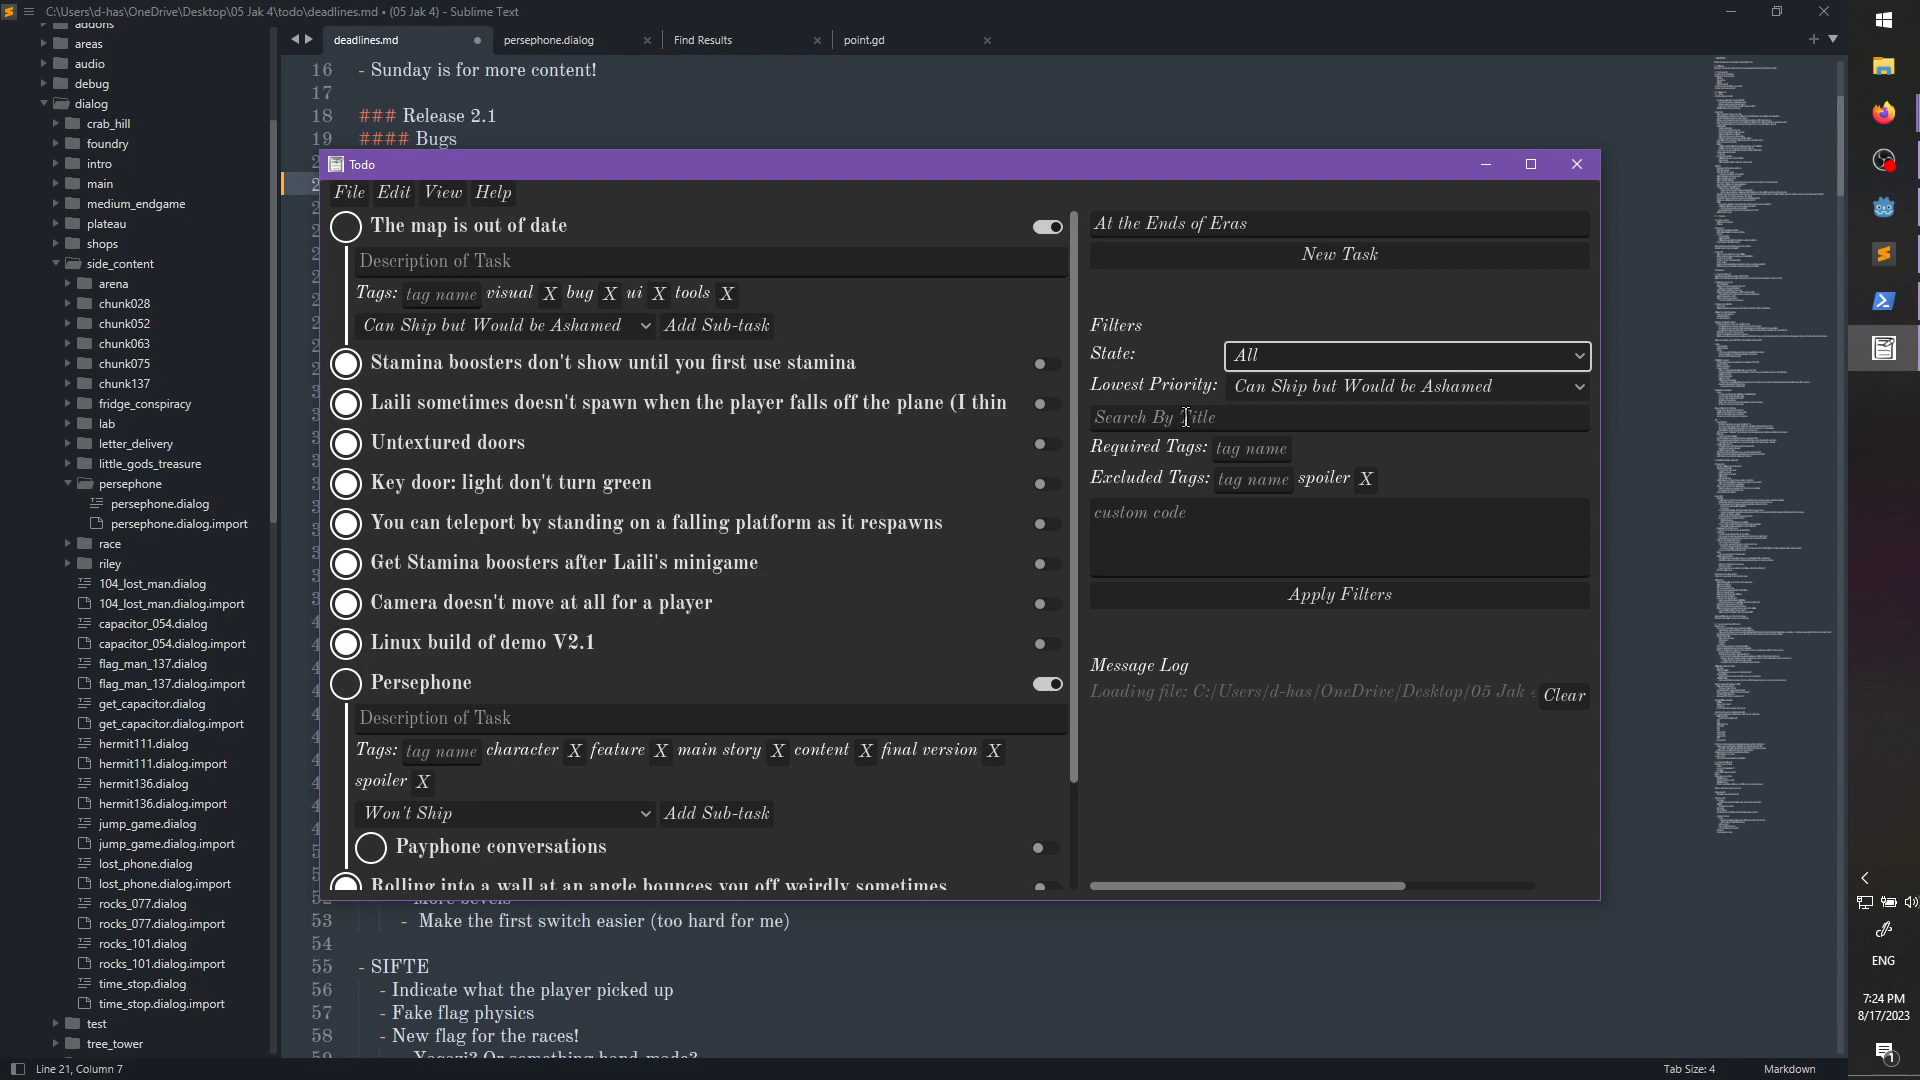 C:\Users\d-has\OneDrive\Desktop\05 Jak 4\todo\deadlines.md • (05 Jak 4) - Sublime Text
addons
areas
audio
debug
dialog
crab_hill
foundry
intro
main
medium_endgame
plateau
shops
side_content
arena
chunk028
chunk052
chunk063
chunk075
chunk137
fridge_conspiracy
lab
letter_delivery
little_gods_treasure
persephone
persephone.dialog
persephone.dialog.import
race
riley
104_lost_man.dialog
104_lost_man.dialog.import
capacitor_054.dialog
capacitor_054.dialog.import
flag_man_137.dialog
flag_man_137.dialog.import
get_capacitor.dialog
get_capacitor.dialog.import
hermit111.dialog
hermit111.dialog.import
hermit136.dialog
hermit136.dialog.import
jump_game.dialog
jump_game.dialog.import
lost_phone.dialog
lost_phone.dialog.import
rocks_077.dialog
rocks_077.dialog.import
rocks_101.dialog
rocks_101.dialog.import
time_stop.dialog
time_stop.dialog.import
test
tree_tower
deadlines.md persephone.dialog Find Results point.gd
16 - Sunday is for more content!
17
18 ### Release 2.1
19 #### Bugs
Todo
File Edit View Help
The map is out of date
Description of Task
Tags: tag name visual X bug X ui X tools X
Can Ship but Would be Ashamed Add Sub-task
Stamina boosters don't show until you first use stamina
Laili sometimes doesn't spawn when the player falls off the plane (I thin
Untextured doors
Key door: light don't turn green
You can teleport by standing on a falling platform as it respawns
Get Stamina boosters after Laili's minigame
Camera doesn't move at all for a player
Linux build of demo V2.1
Persephone
Description of Task
Tags: tag name character X feature X main story X content X final version X
spoiler X
Won't Ship Add Sub-task
Payphone conversations
Rolling into a wall at an angle bounces you off weirdly sometimes
At the Ends of Eras
New Task
Filters
State: All
Lowest Priority: Can Ship but Would be Ashamed
Search By Title
Required Tags: tag name
Excluded Tags: tag name spoiler X
custom code
Apply Filters
Message Log
Loading file: C:/Users/d-has/OneDrive/Desktop/05 Jak Clear
53 - Make the first switch easier (too hard for me)
54
55 - SIFTE
56 - Indicate what the player picked up
57 - Fake flag physics
58 - New flag for the races!
Line 21, Column 7
Tab Size: 4 Markdown
ENG
7:24 PM
8/17/2023
1